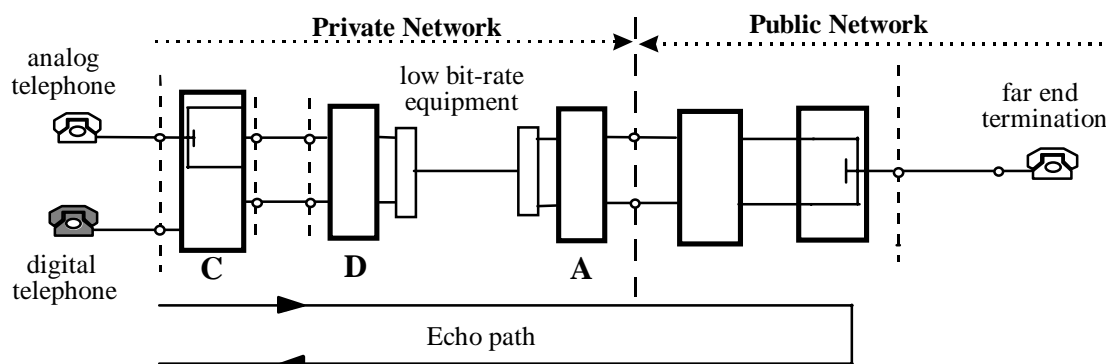 Private Network
Public Network
analog
telephone
low bit-rate
equipment
far end
termination
digital
telephone
C
D
A
Echo path